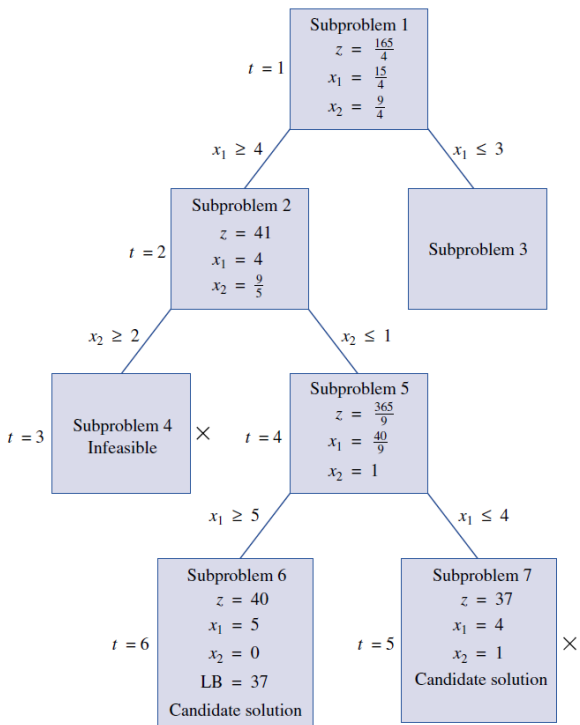 Subproblem 1
z = 165/4
t = 1
x₁ = 15/4
x₂ = 9/4
x₁ ≥ 4
x₁ ≤ 3
Subproblem 2
z = 41
t = 2
x₁ = 4
x₂ = 9/5
Subproblem 3
x₂ ≥ 2
x₂ ≤ 1
t = 3
Subproblem 4
Infeasible
×
Subproblem 5
z = 365/9
t = 4
x₁ = 40/9
x₂ = 1
x₁ ≥ 5
x₁ ≤ 4
Subproblem 6
z = 40
x₁ = 5
t = 6
x₂ = 0
LB = 37
Candidate solution
Subproblem 7
z = 37
x₁ = 4
t = 5
x₂ = 1
×
Candidate solution